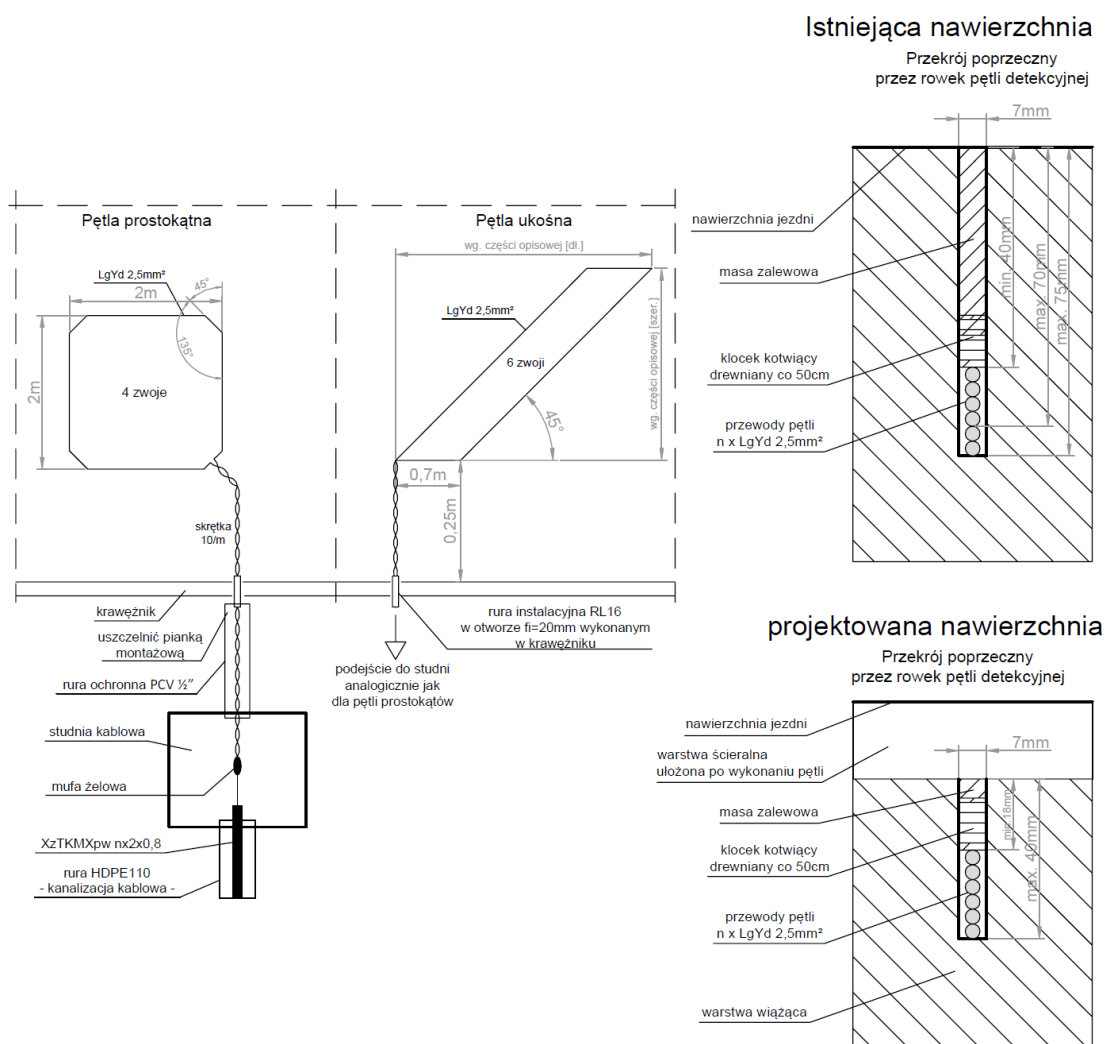 Istniejąca nawierzchnia
Przekrój poprzeczny
przez rowek pętli detekcyjnej
7mm
nawierzchnia jezdni
masa zalewowa
klocek kotwiący
drewniany co 50cm
przewody pętli
n x LgYd 2,5mm²
min. 40mm
max. 70mm
max. 75mm
Pętla prostokątna
LgYd 2,5mm²
45°
2m
135°
2m
4 zwoje
skrętka
10/m
Pętla ukośna
wg. części opisowej [dł.]
LgYd 2,5mm²
6 zwoji
wg. części opisowej [szer.]
45°
0,7m
0,25m
krawężnik
uszczelnić pianką
montażową
rura ochronna PCV ½"
studnia kablowa
mufa żelowa
XzTKMXpw nx2x0,8
rura HDPE110
- kanalizacja kablowa -
rura instalacyjna RL16
w otworze fi=20mm wykonanym
w krawężniku
podejście do studni
analogicznie jak
dla pętli prostokątów
projektowana nawierzchnia
Przekrój poprzeczny
przez rowek pętli detekcyjnej
nawierzchnia jezdni
7mm
warstwa ścieralna
ułożona po wykonaniu pętli
masa zalewowa
klocek kotwiący
drewniany co 50cm
przewody pętli
n x LgYd 2,5mm²
min.18mm
max. 40mm
warstwa wiążąca